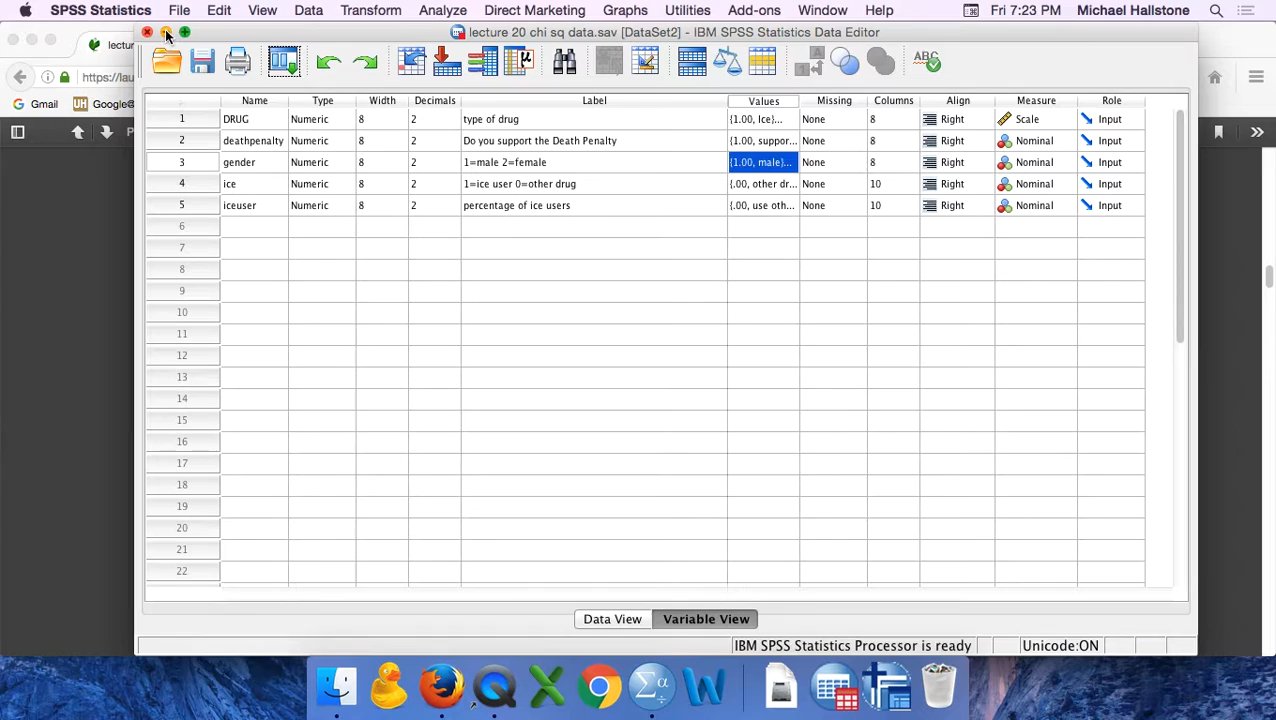 SPSS Statistics File Edit View Data Transform Analyze Direct Marketing Graphs Utilities Add-ons Window Help Fri 7:23 PM Michael Hallstone
lecture 20 chi sq data.sav [DataSet2] - IBM SPSS Statistics Data Editor
lectur
https://lau
Gmail UH Google@
Name Type Width Decimals Label Values Missing Columns Align Measure Role
1 DRUG Numeric 8 2 type of drug {1.00, Ice}... None 8 Right Scale Input
2 deathpenalty Numeric 8 2 Do you support the Death Penalty {1.00, suppor... None 8 Right Nominal Input
3 gender Numeric 8 2 1=male 2=female {1.00, male}... None 8 Right Nominal Input
4 ice Numeric 8 2 1=ice user 0=other drug {.00, other dr... None 10 Right Nominal Input
5 iceuser Numeric 8 2 percentage of ice users {.00, use oth... None 10 Right Nominal Input
6
7
8
9
10
11
12
13
14
15
16
17
18
19
20
21
22
Data View Variable View
IBM SPSS Statistics Processor is ready Unicode:ON